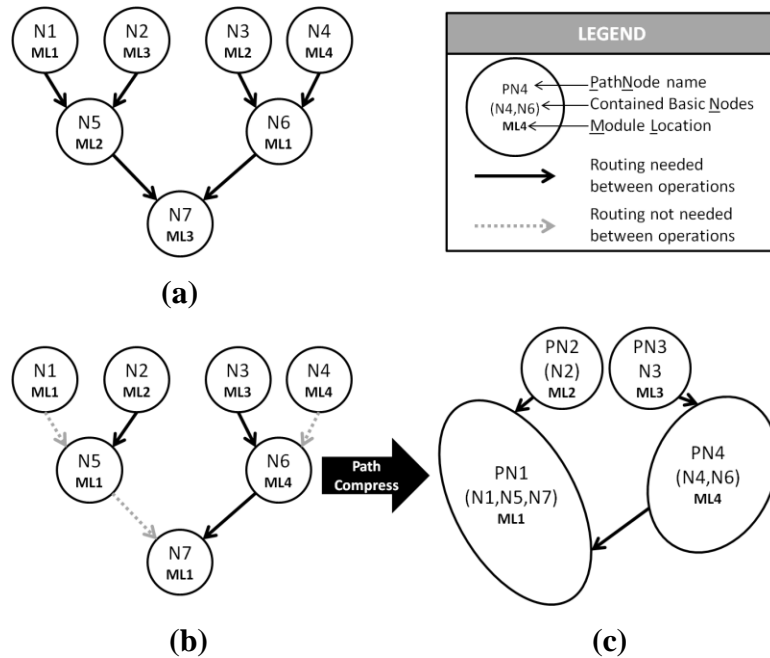 N1
ML1
N2
ML3
N3
ML2
N4
ML4
N5
ML2
N6
ML1
N7
ML3
(a)
LEGEND
PN4
(N4,N6)
ML4
PathNode name
Contained Basic Nodes
Module Location
Routing needed
between operations
Routing not needed
between operations
N1
ML1
N2
ML2
N3
ML3
N4
ML4
N5
ML1
N6
ML4
N7
ML1
(b)
Path
Compress
PN2
(N2)
ML2
PN3
N3
ML3
PN1
(N1,N5,N7)
ML1
PN4
(N4,N6)
ML4
(c)